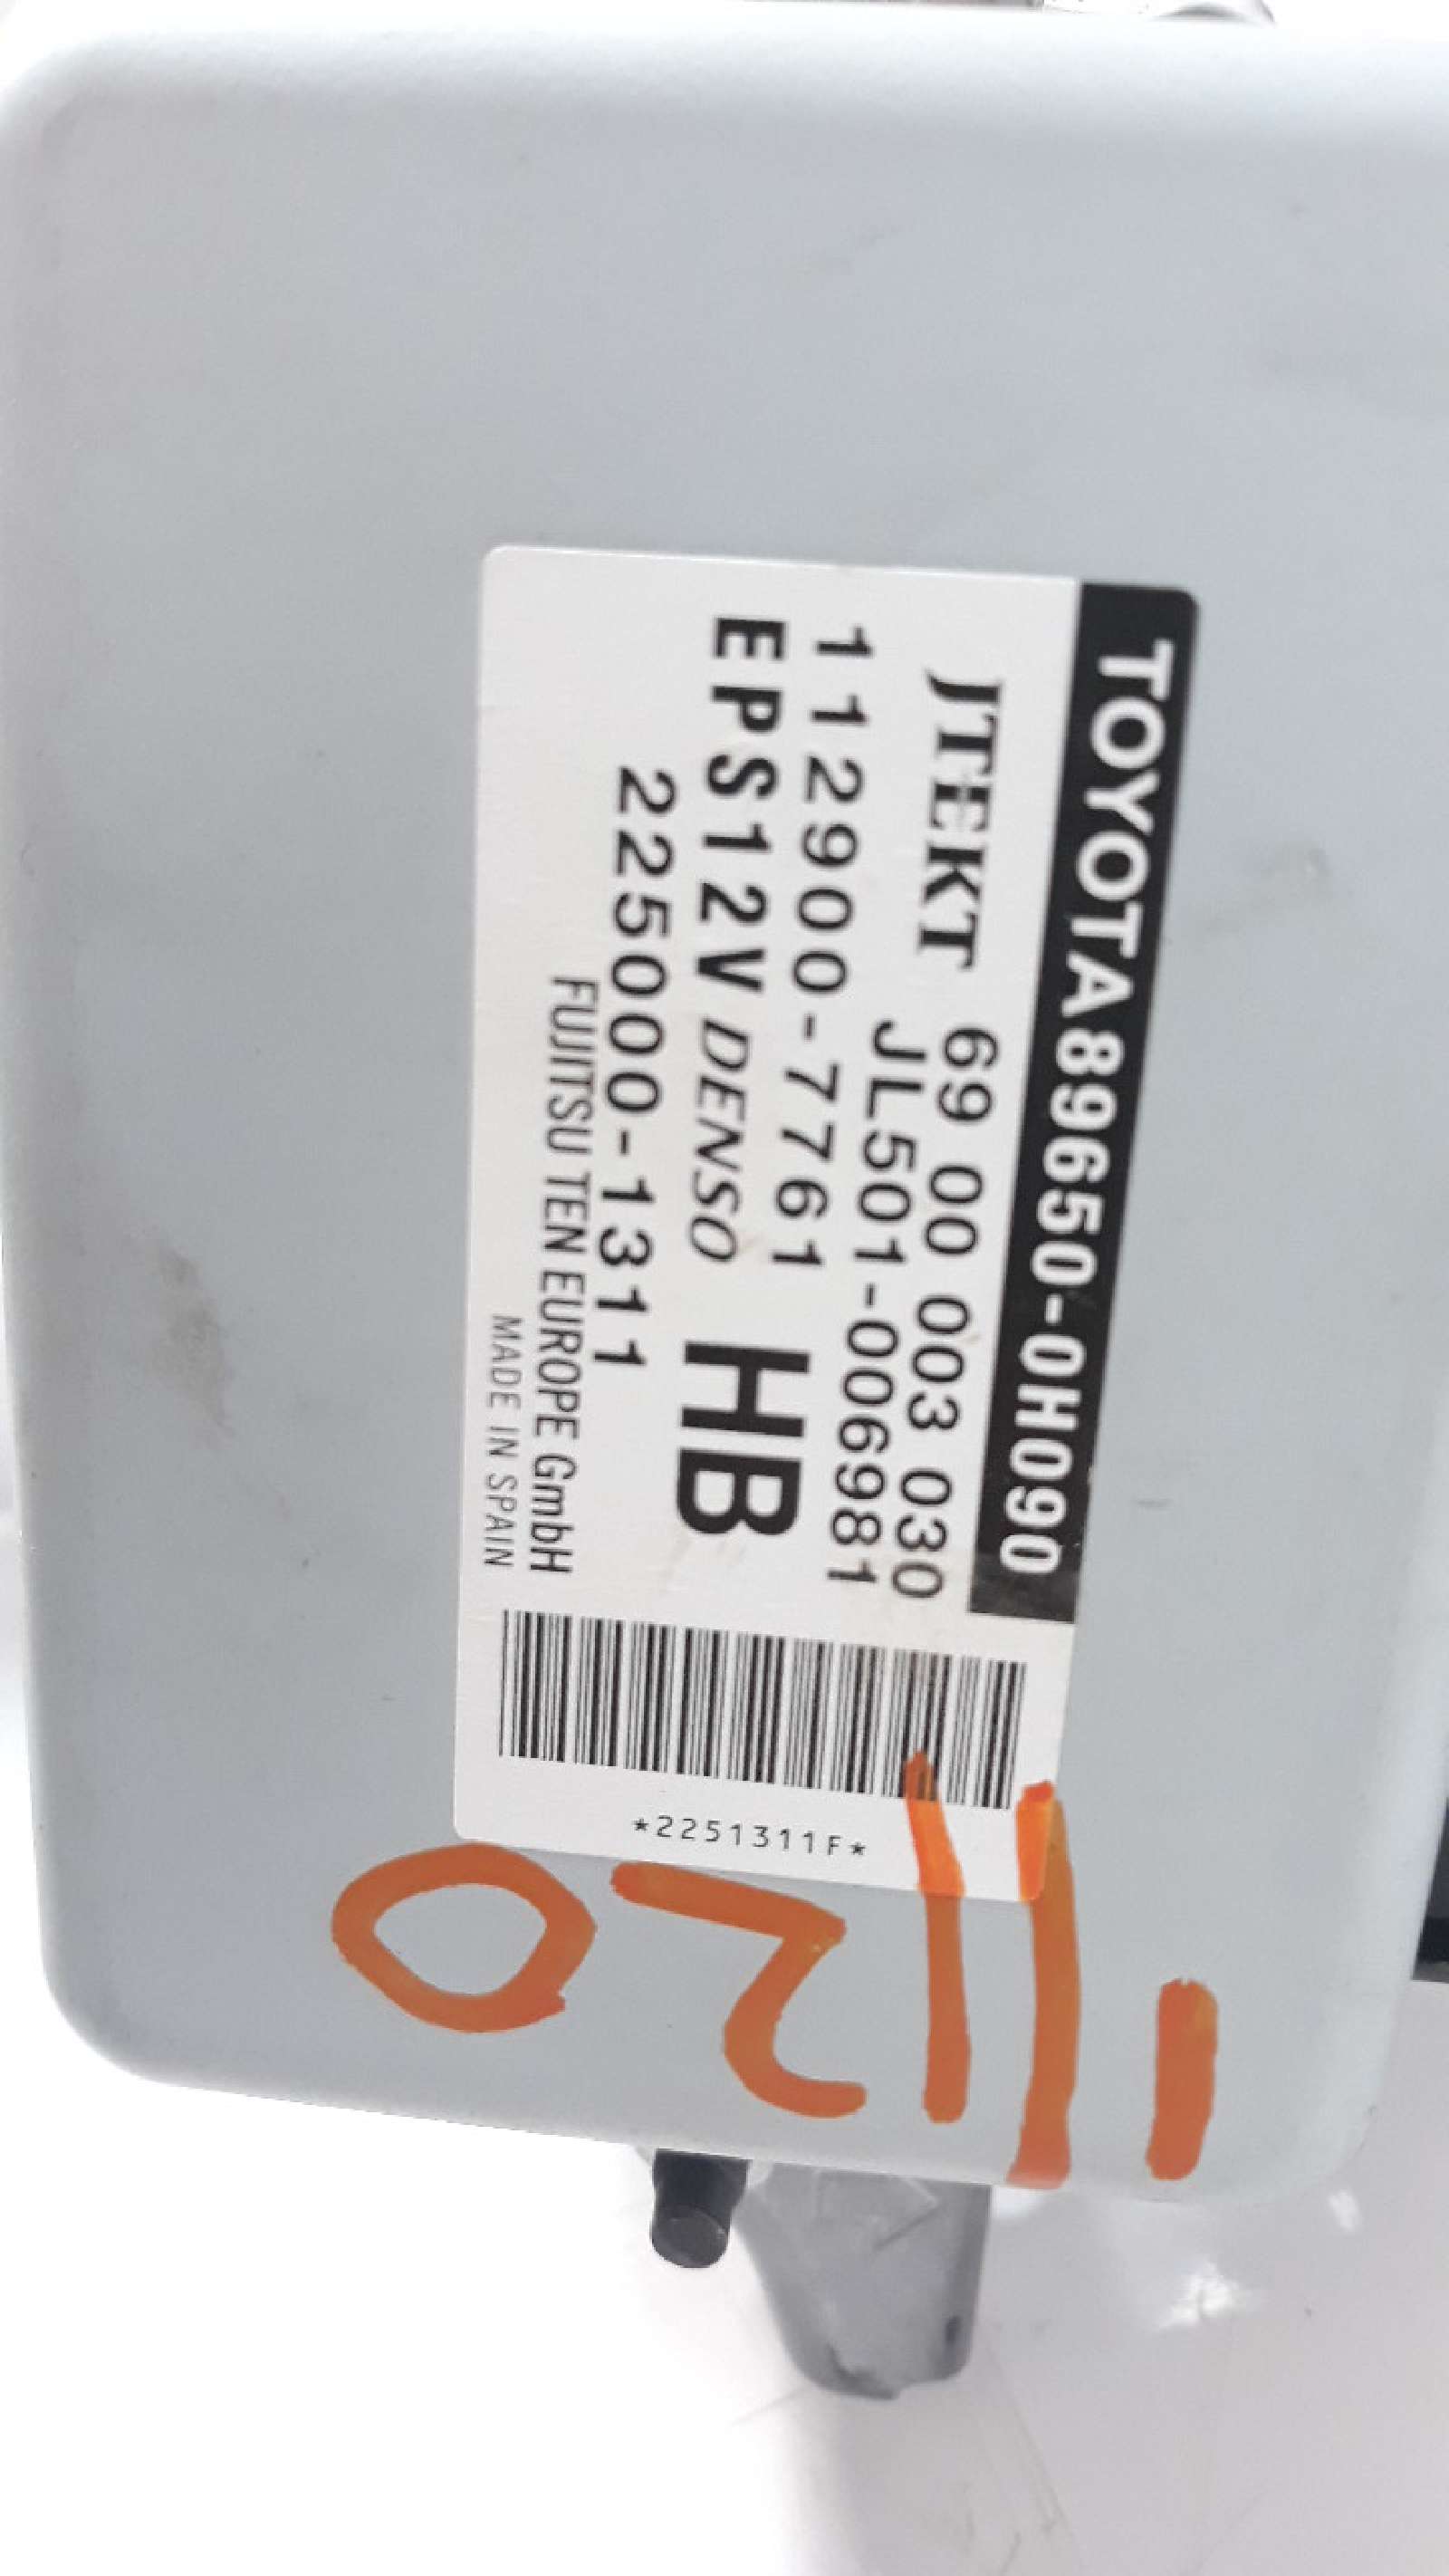 TOYOTA 89650-0H090
JTEKT 69 00 003 030
JL501-006981
112900-7761
EPS12V DENSO HB
225000-1311
FUJITSU TEN EUROPE GmbH
MADE IN SPAIN
*2251311F*